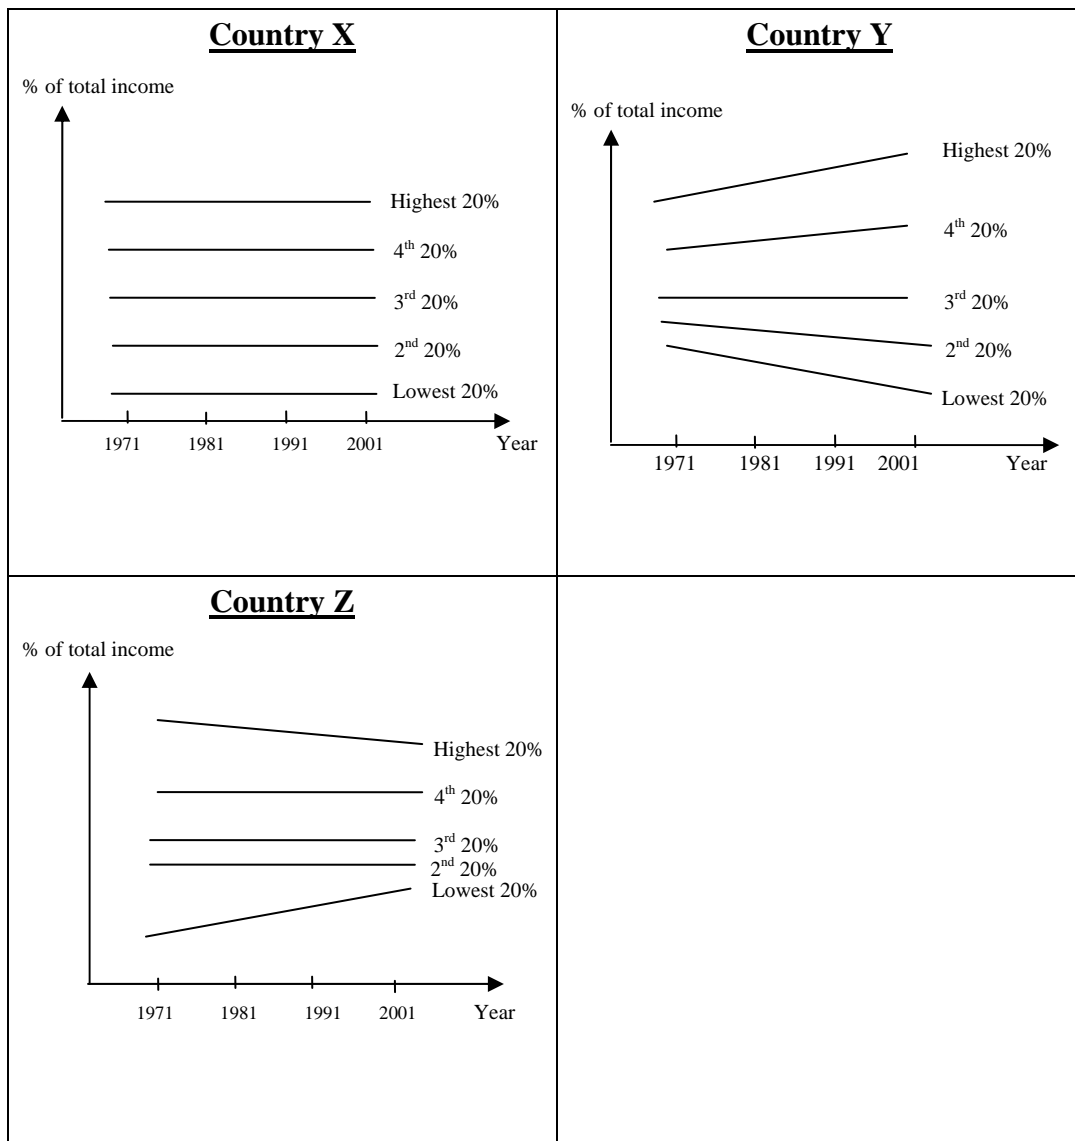 Country X
% of total income
Highest 20%
4th 20%
3rd 20%
2nd 20%
Lowest 20%
1971 1981 1991 2001 Year
Country Y
% of total income
Highest 20%
4th 20%
3rd 20%
2nd 20%
Lowest 20%
1971 1981 1991 2001 Year
Country Z
% of total income
Highest 20%
4th 20%
3rd 20%
2nd 20%
Lowest 20%
1971 1981 1991 2001 Year